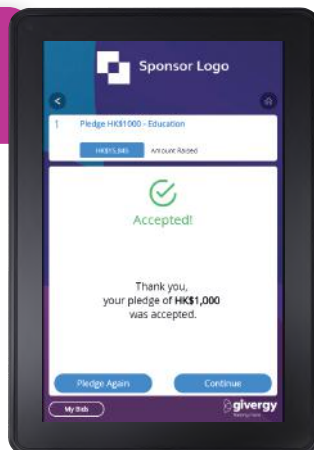 Sponsor Logo
<
1 Pledge HK$1000 - Education
Amount Raised
Accepted!
Thank you,
your pledge of HK$1,000
was accepted.
Pledge Again Continue
My Bids givergy